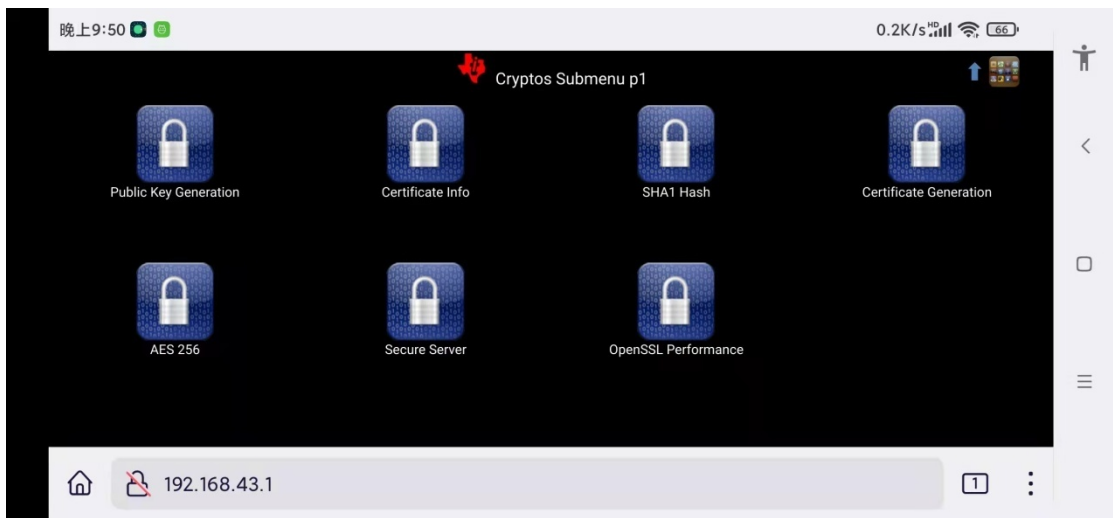 晚上9:50
0.2K/s HD 66
Cryptos Submenu p1
Public Key Generation
Certificate Info
SHA1 Hash
Certificate Generation
AES 256
Secure Server
OpenSSL Performance
192.168.43.1
1